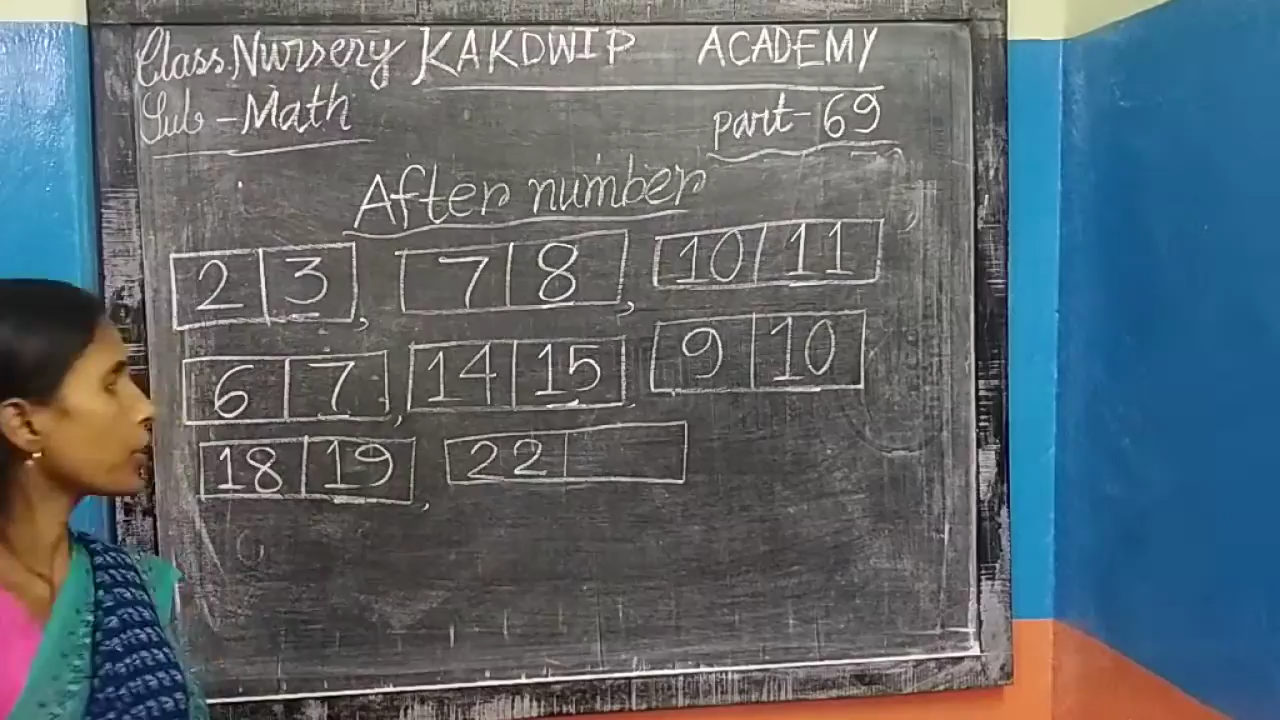 Class Nursery KAKDWIP ACADEMY
Sub - Math part - 69
After number
2 3, 7 8, 10 11,
6 7, 14 15 9 10
18 19, 22